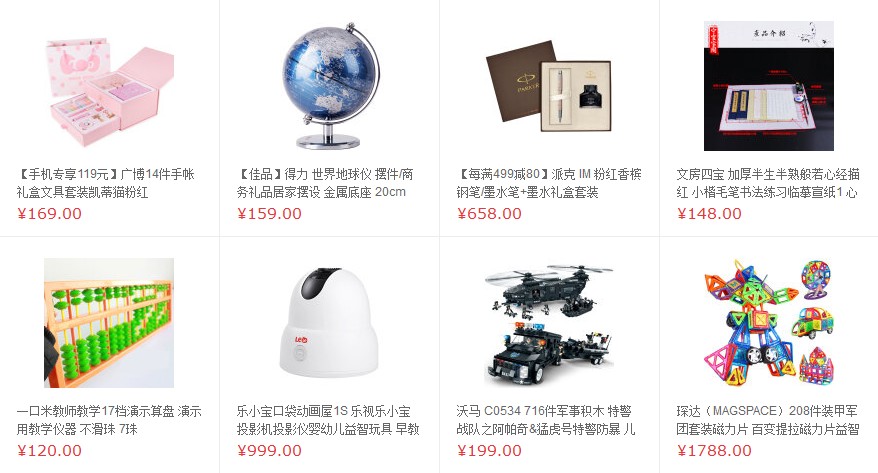 產品介紹
PARKER
PARKER
【手机专享119元】广博14件手帐
礼盒文具套装凯蒂猫粉红
¥169.00
【佳品】得力 世界地球仪 摆件/商
务礼品居家摆设 金属底座 20cm
¥159.00
【每满499减80】派克 IM 粉红香槟
钢笔/墨水笔+墨水礼盒套装
¥658.00
文房四宝 加厚半生半熟般若心经描
红 小楷毛笔书法练习临摹宣纸1 心
¥148.00
Letv
一口米教师教学17档演示算盘 演示
用教学仪器 不滑珠 7珠
¥120.00
乐小宝口袋动画屋1S 乐视乐小宝
投影机投影仪婴幼儿益智玩具 早教
¥999.00
沃马 C0534 716件军事积木 特警
战队之阿帕奇&猛虎号特警防暴 儿
¥199.00
琛达（MAGSPACE）208件装甲军
团套装磁力片 百变提拉磁力片益智
¥1788.00